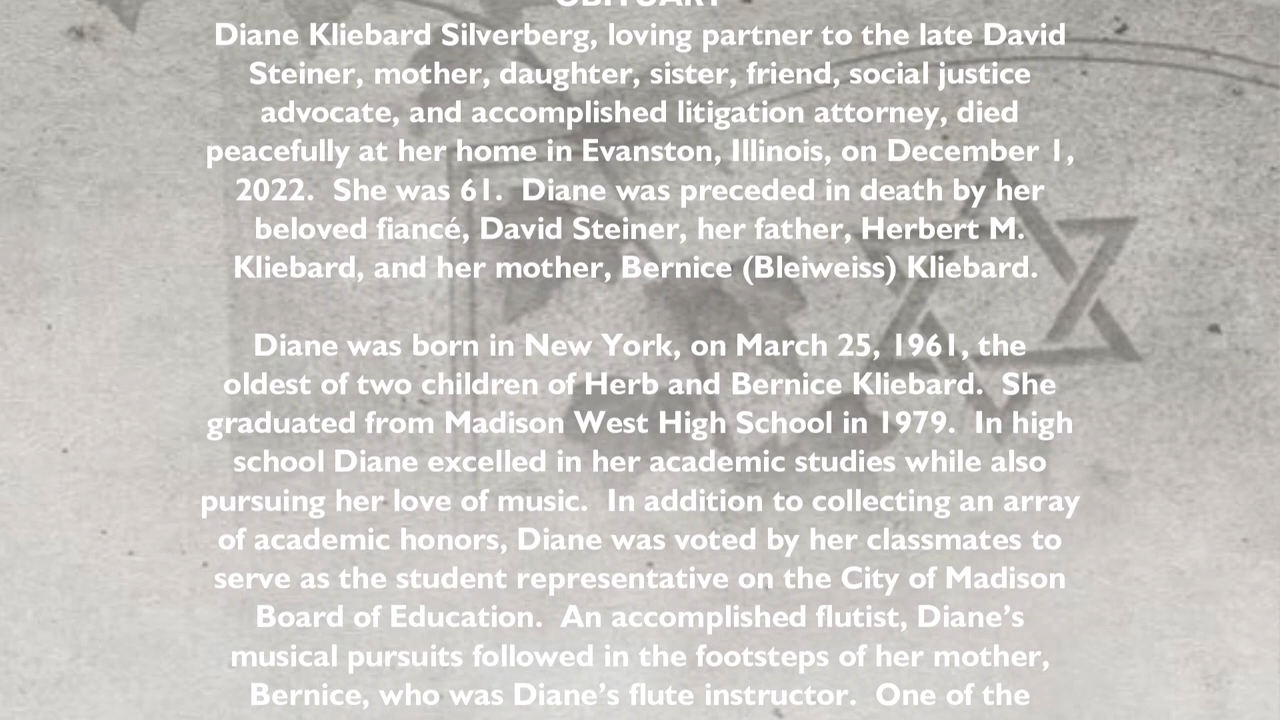 OBITUARY
Diane Kliebard Silverberg, loving partner to the late David
Steiner, mother, daughter, sister, friend, social justice
advocate, and accomplished litigation attorney, died
peacefully at her home in Evanston, Illinois, on December 1,
2022.  She was 61.  Diane was preceded in death by her
beloved fiancé, David Steiner, her father, Herbert M.
Kliebard, and her mother, Bernice (Bleiweiss) Kliebard.
Diane was born in New York, on March 25, 1961, the
oldest of two children of Herb and Bernice Kliebard.  She
graduated from Madison West High School in 1979.  In high
school Diane excelled in her academic studies while also
pursuing her love of music.  In addition to collecting an array
of academic honors, Diane was voted by her classmates to
serve as the student representative on the City of Madison
Board of Education.  An accomplished flutist, Diane’s
musical pursuits followed in the footsteps of her mother,
Bernice, who was Diane’s flute instructor.  One of the